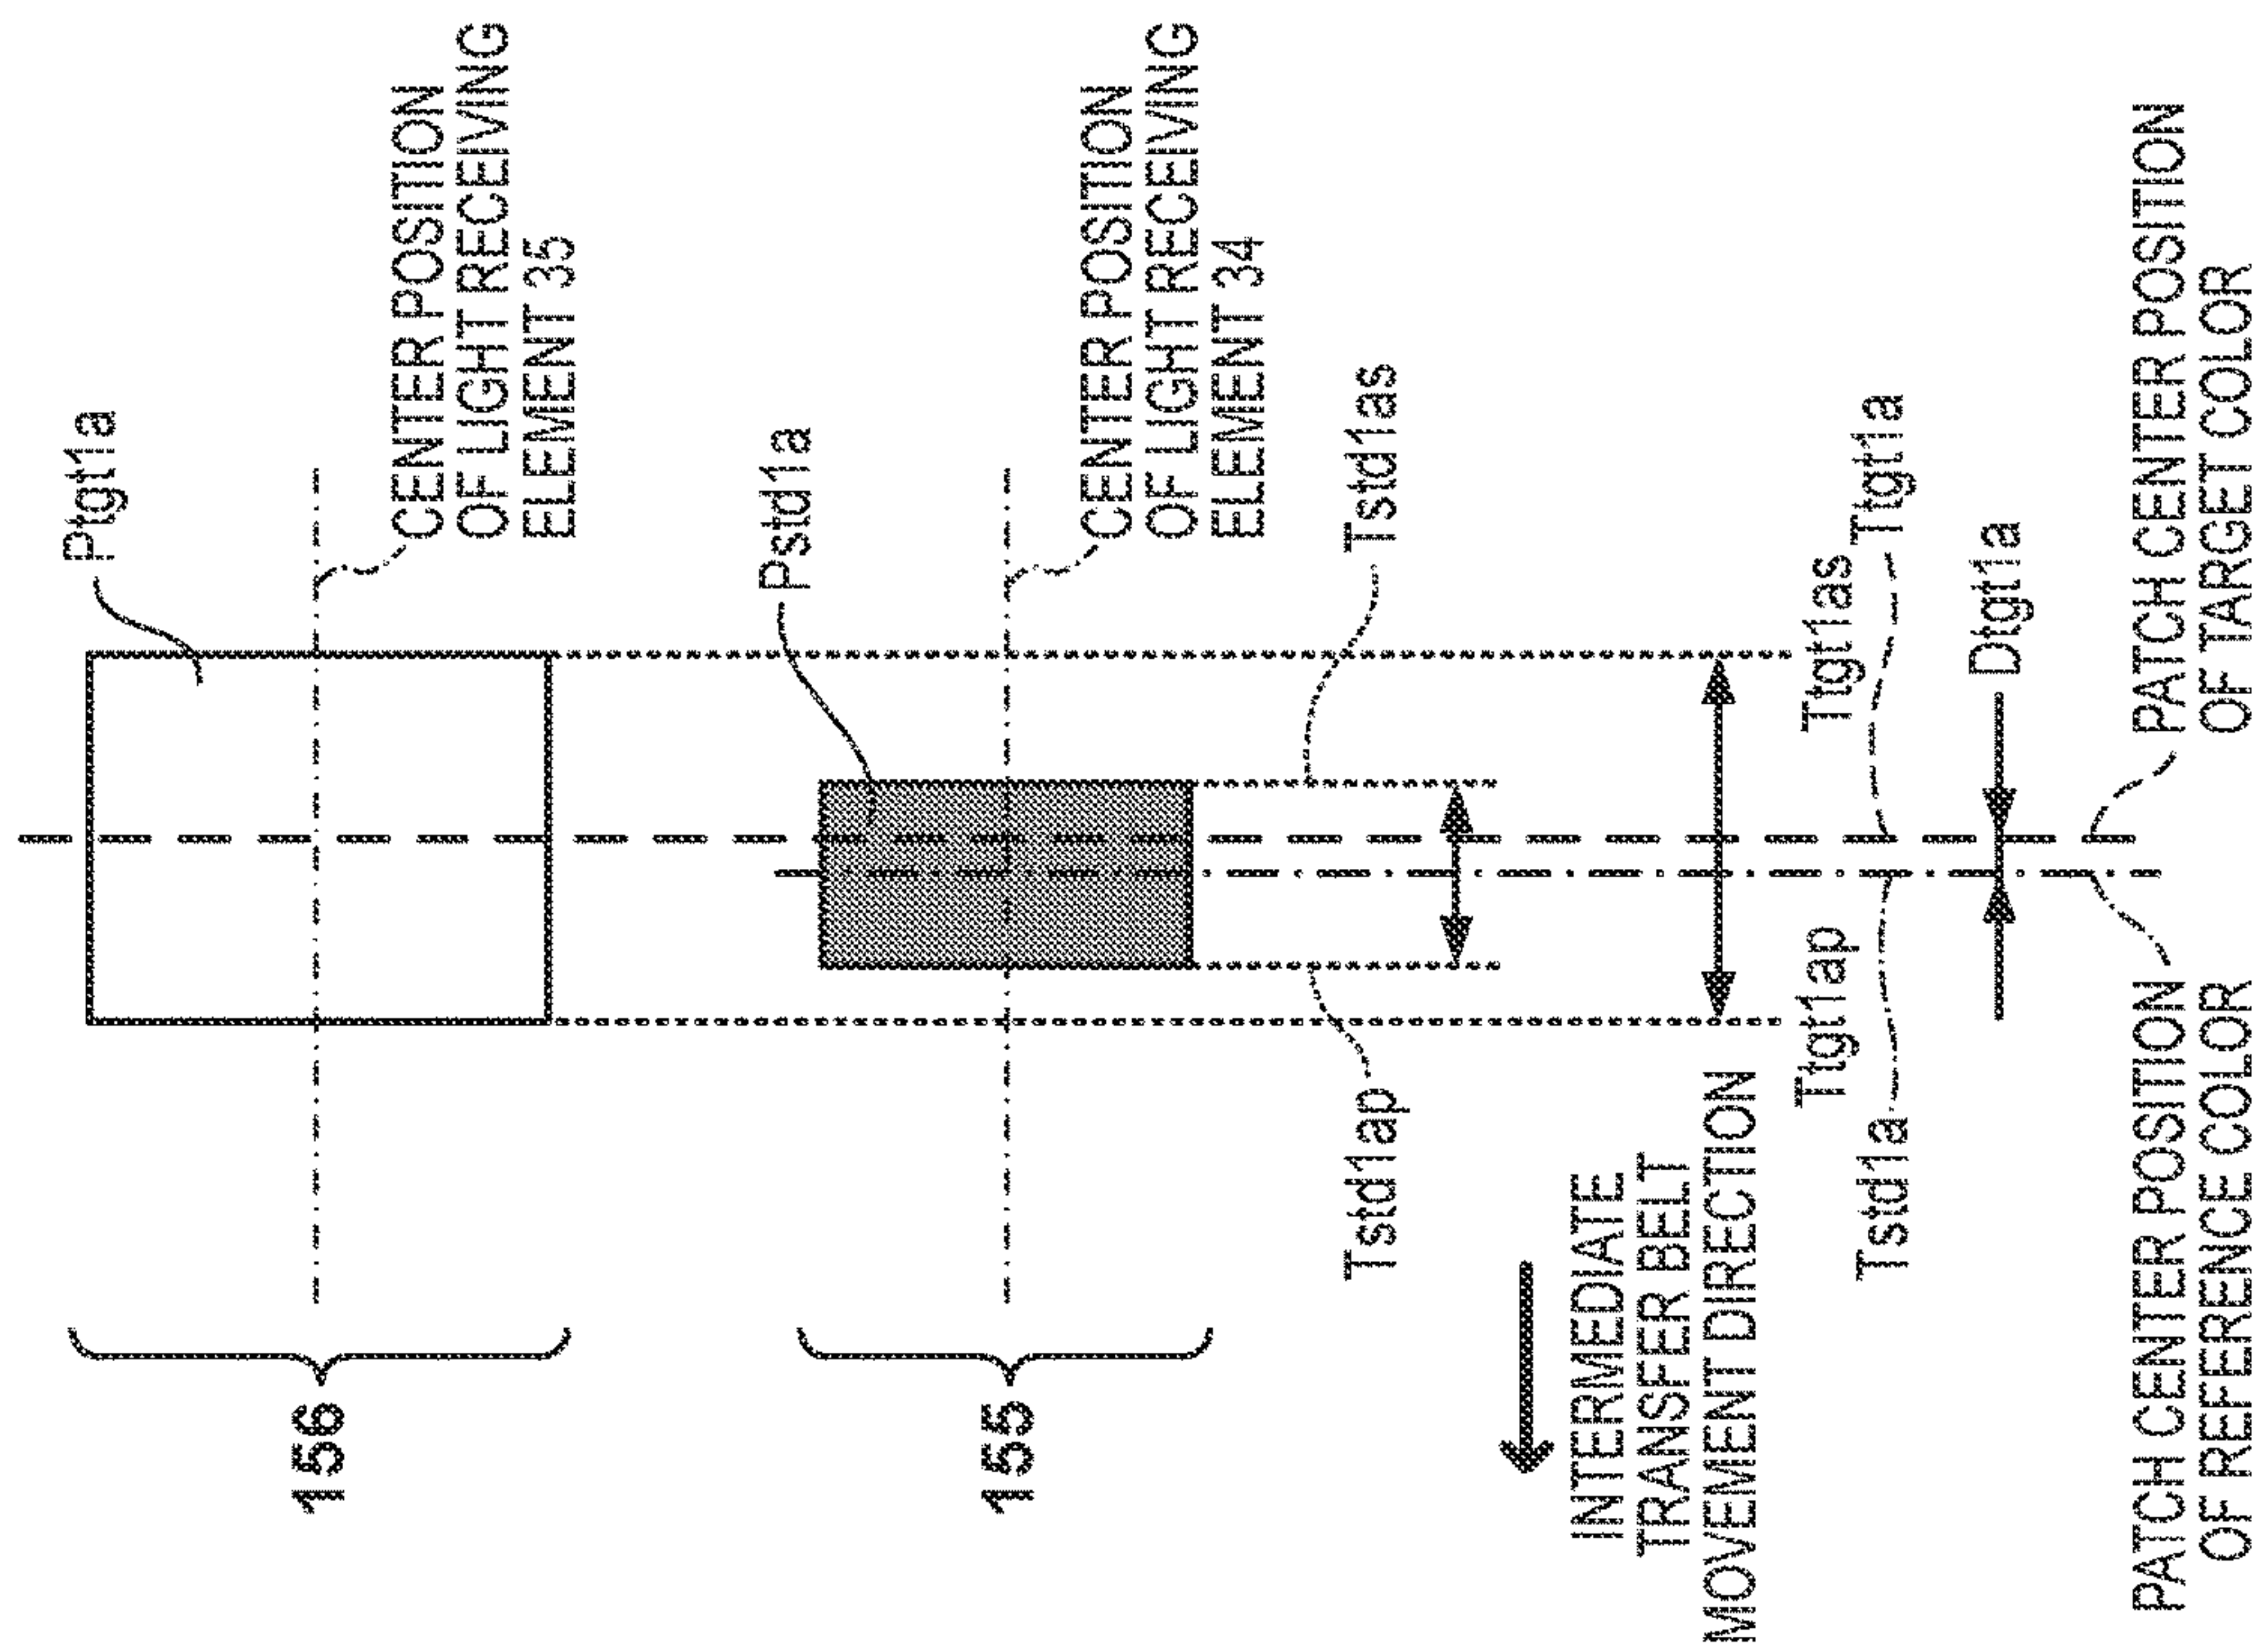 Ptgt1a
CENTER POSITION
OF LIGHT RECEIVING
ELEMENT 35
156
Pstd1a
CENTER POSITION
OF LIGHT RECEIVING
ELEMENT 34
155
Tstd1as
Tstd1ap
INTERMEDIATE
TRANSFER BELT
MOVEMENT DIRECTION
Ttgt1as
Ttgt1ap
Ttgt1a
Tstd1a
Dtgt1a
PATCH CENTER POSITION
OF TARGET COLOR
PATCH CENTER POSITION
OF REFERENCE COLOR